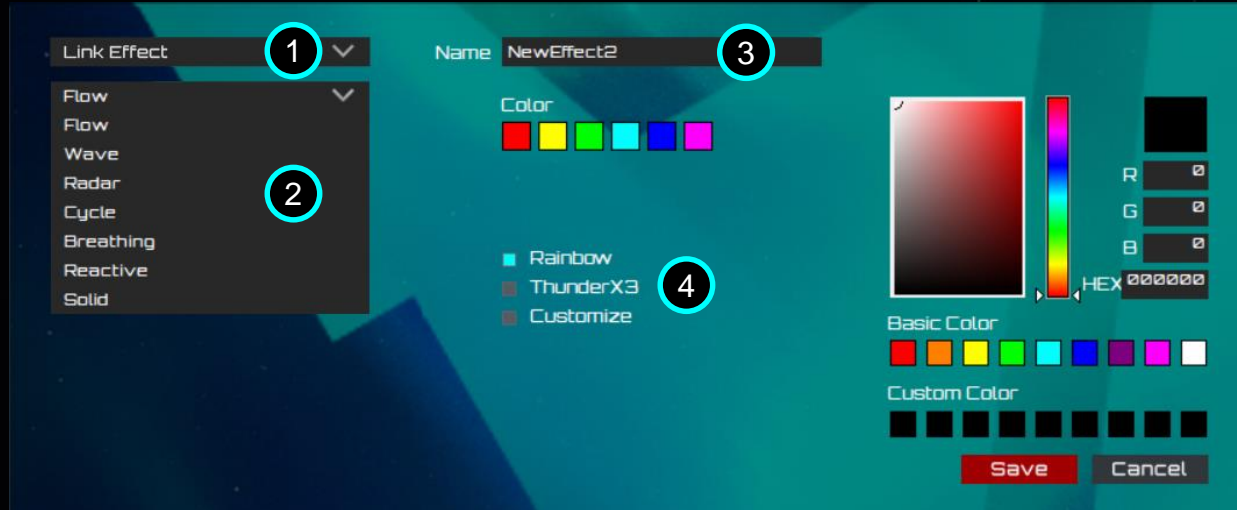 Link Effect
1
Name NewEffect2
3
Flow
Flow
Wave
Radar
Cycle
Breathing
Reactive
Solid
2
Color
Rainbow
ThunderX3
Customize
4
R 0
G 0
B 0
HEX 000000
Basic Color
Custom Color
Save Cancel